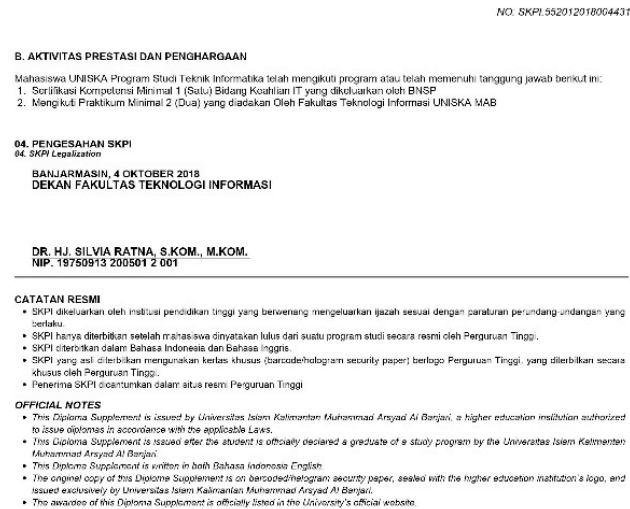 NO: SKPI.552012018004431
B. AKTIVITAS PRESTASI DAN PENGHARGAAN
Mahasiswa UNISKA Program Studi Teknik Informatika telah mengikuti program atau telah memenuhi tanggung jawab berikut ini:
1. Sertifikasi Kompetensi Minimal 1 (Satu) Bidang Keahlian IT yang dikeluarkan oleh BNSP
2. Mengikuti Praktikum Minimal 2 (Dua) yang diadakan Oleh Fakultas Teknologi Informasi UNISKA MAB
04. PENGESAHAN SKPI
04. SKPI Legalization
BANJARMASIN, 4 OKTOBER 2018
DEKAN FAKULTAS TEKNOLOGI INFORMASI
DR. HJ. SILVIA RATNA, S.KOM., M.KOM.
NIP. 19750913 200501 2 001
CATATAN RESMI
• SKPI dikeluarkan oleh institusi pendidikan tinggi yang berwenang mengeluarkan ijazah sesuai dengan paraturan perundang-undangan yang
berlaku.
• SKPI hanya diterbitkan setelah mahasiswa dinyatakan lulus dari suatu program studi secara resmi oleh Perguruan Tinggi.
• SKPI diterbitkan dalam Bahasa Indonesia dan Bahasa Inggris.
• SKPI yang asli diterbitkan mengunakan kertas khusus (barcode/hologram security paper) berlogo Perguruan Tinggi, yang diterbitkan secara
khusus oleh Perguruan Tinggi.
• Penerima SKPI dicantumkan dalam situs resmi Perguruan Tinggi
OFFICIAL NOTES
• This Diploma Supplement is issued by Universitas Islam Kalimantan Muhammad Arsyad Al Banjari, a higher education institution authorized
to issue diplomas in accordance with the applicable Laws.
• This Diploma Supplement is issued after the student is officially declared a graduate of a study program by the Universitas Islam Kalimantan
Muhammad Arsyad Al Banjari.
• This Diploma Supplement is written in both Bahasa Indonesia English.
• The original copy of this Diploma Supplement is on barcoded/halogram security paper, sealed with the higher education institution's logo, and
issued exclusively by Universitas Islam Kalimantan Muhammad Arsyad Al Banjari.
• The awardee of this Diploma Supplement is officially listed in the University's official website.